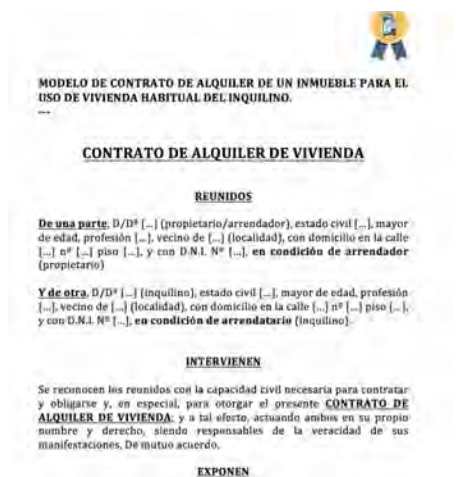 MODELO DE CONTRATO DE ALQUILER DE UN INMUEBLE PARA EL
USO DE VIVIENDA HABITUAL DEL INQUILINO.
---
CONTRATO DE ALQUILER DE VIVIENDA
REUNIDOS
De una parte, D/Dª [...] (propietario/arrendador), estado civil [...], mayor
de edad, profesión [...], vecino de [...] (localidad), con domicilio en la calle
[...] nº [...] piso [...], y con D.N.I. Nº [...], en condición de arrendador
(propietario)
Y de otra, D/Dª [...] (inquilino), estado civil [...], mayor de edad, profesión
[...], vecino de [...] (localidad), con domicilio en la calle [...] nº [...] piso [...],
y con D.N.I. Nº [...], en condición de arrendatario (inquilino).
INTERVIENEN
Se reconocen los reunidos con la capacidad civil necesaria para contratar
y obligarse y, en especial, para otorgar el presente CONTRATO DE
ALQUILER DE VIVIENDA; y a tal efecto, actuando ambos en su propio
nombre y derecho, siendo responsables de la veracidad de sus
manifestaciones, De mutuo acuerdo,
EXPONEN